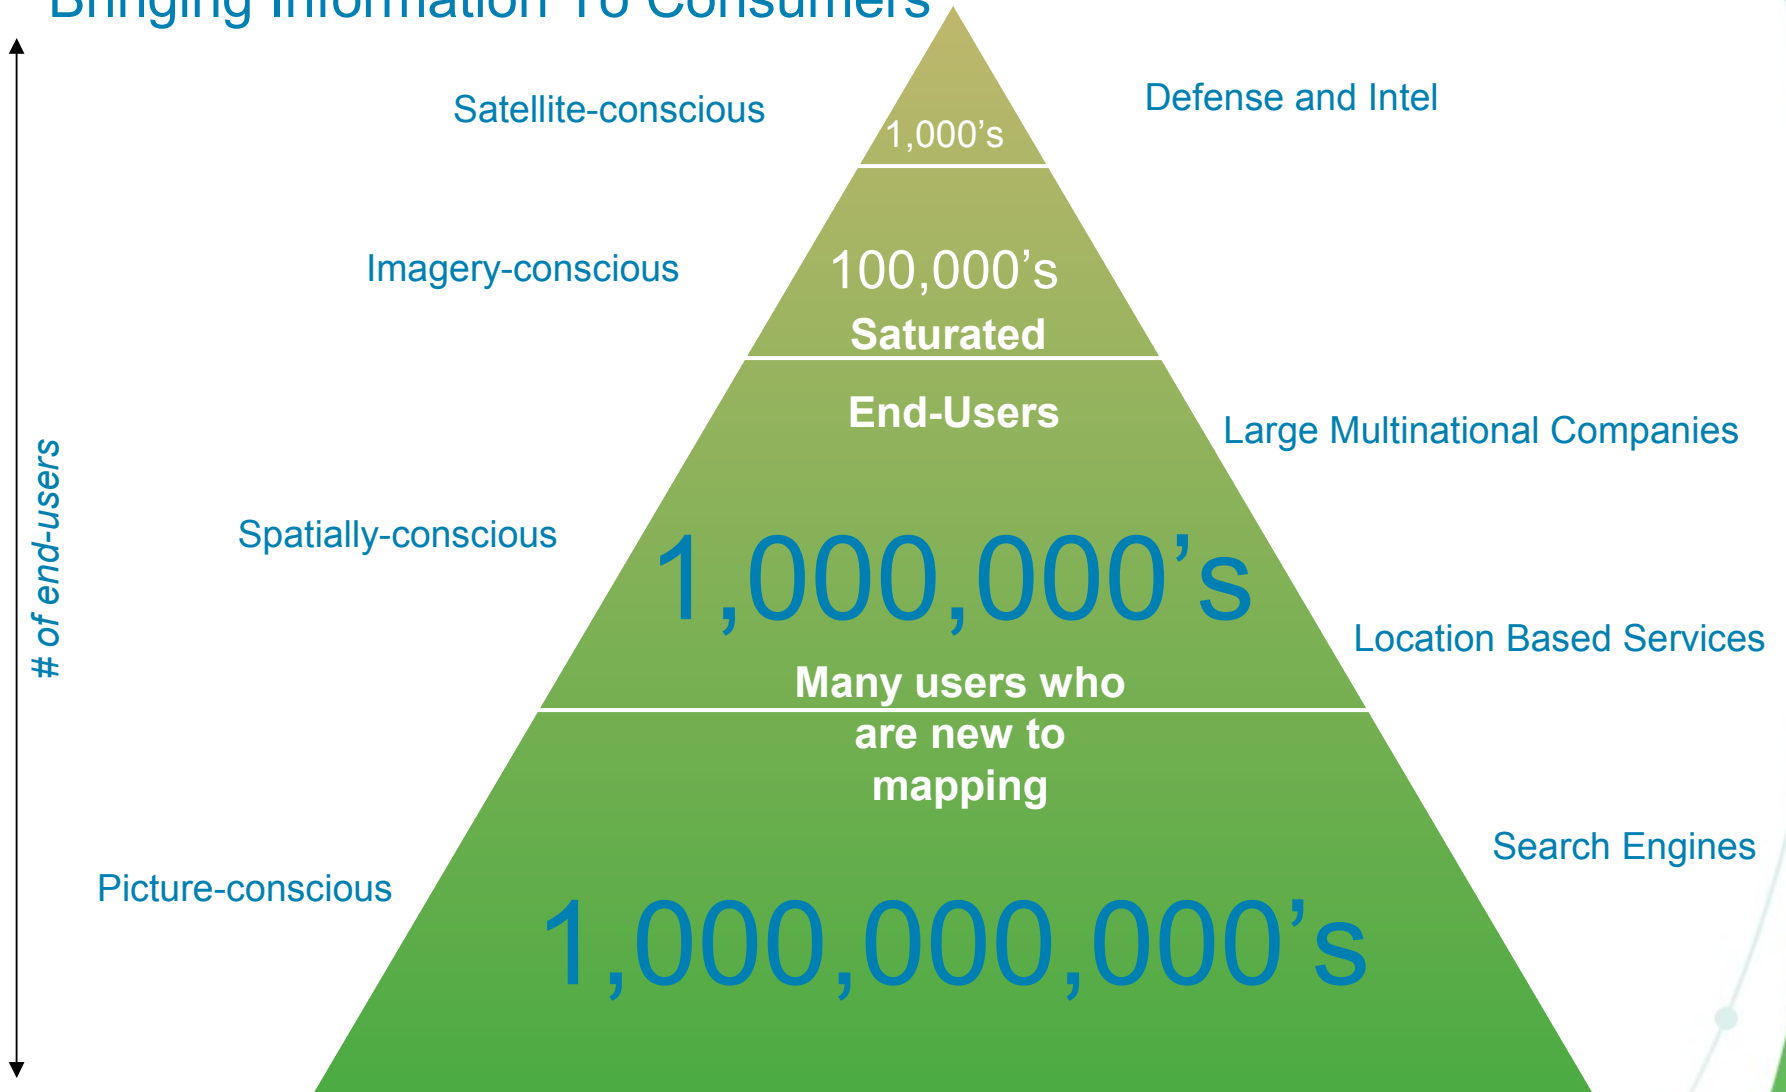 Bringing Information To Consumers
Satellite-conscious
Defense and Intel
1,000’s
Imagery-conscious
100,000’s
Saturated
End-Users
Large Multinational Companies
# of end-users
Spatially-conscious
1,000,000’s
Location Based Services
Many users who
are new to
mapping
Search Engines
Picture-conscious
1,000,000,000’s